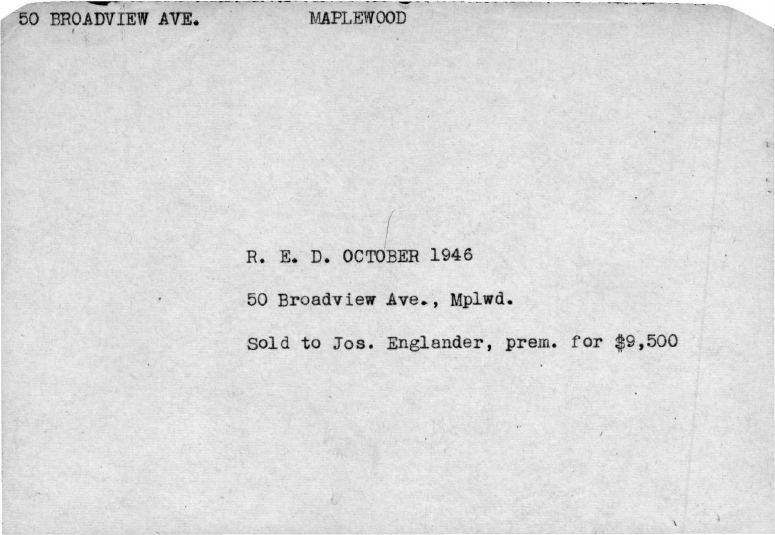 50 BROADVIEW AVE. MAPLEWOOD
R. E. D. OCTOBER 1946
50 Broadview Ave., Mplwd.
Sold to Jos. Englander, prem. for $9,500